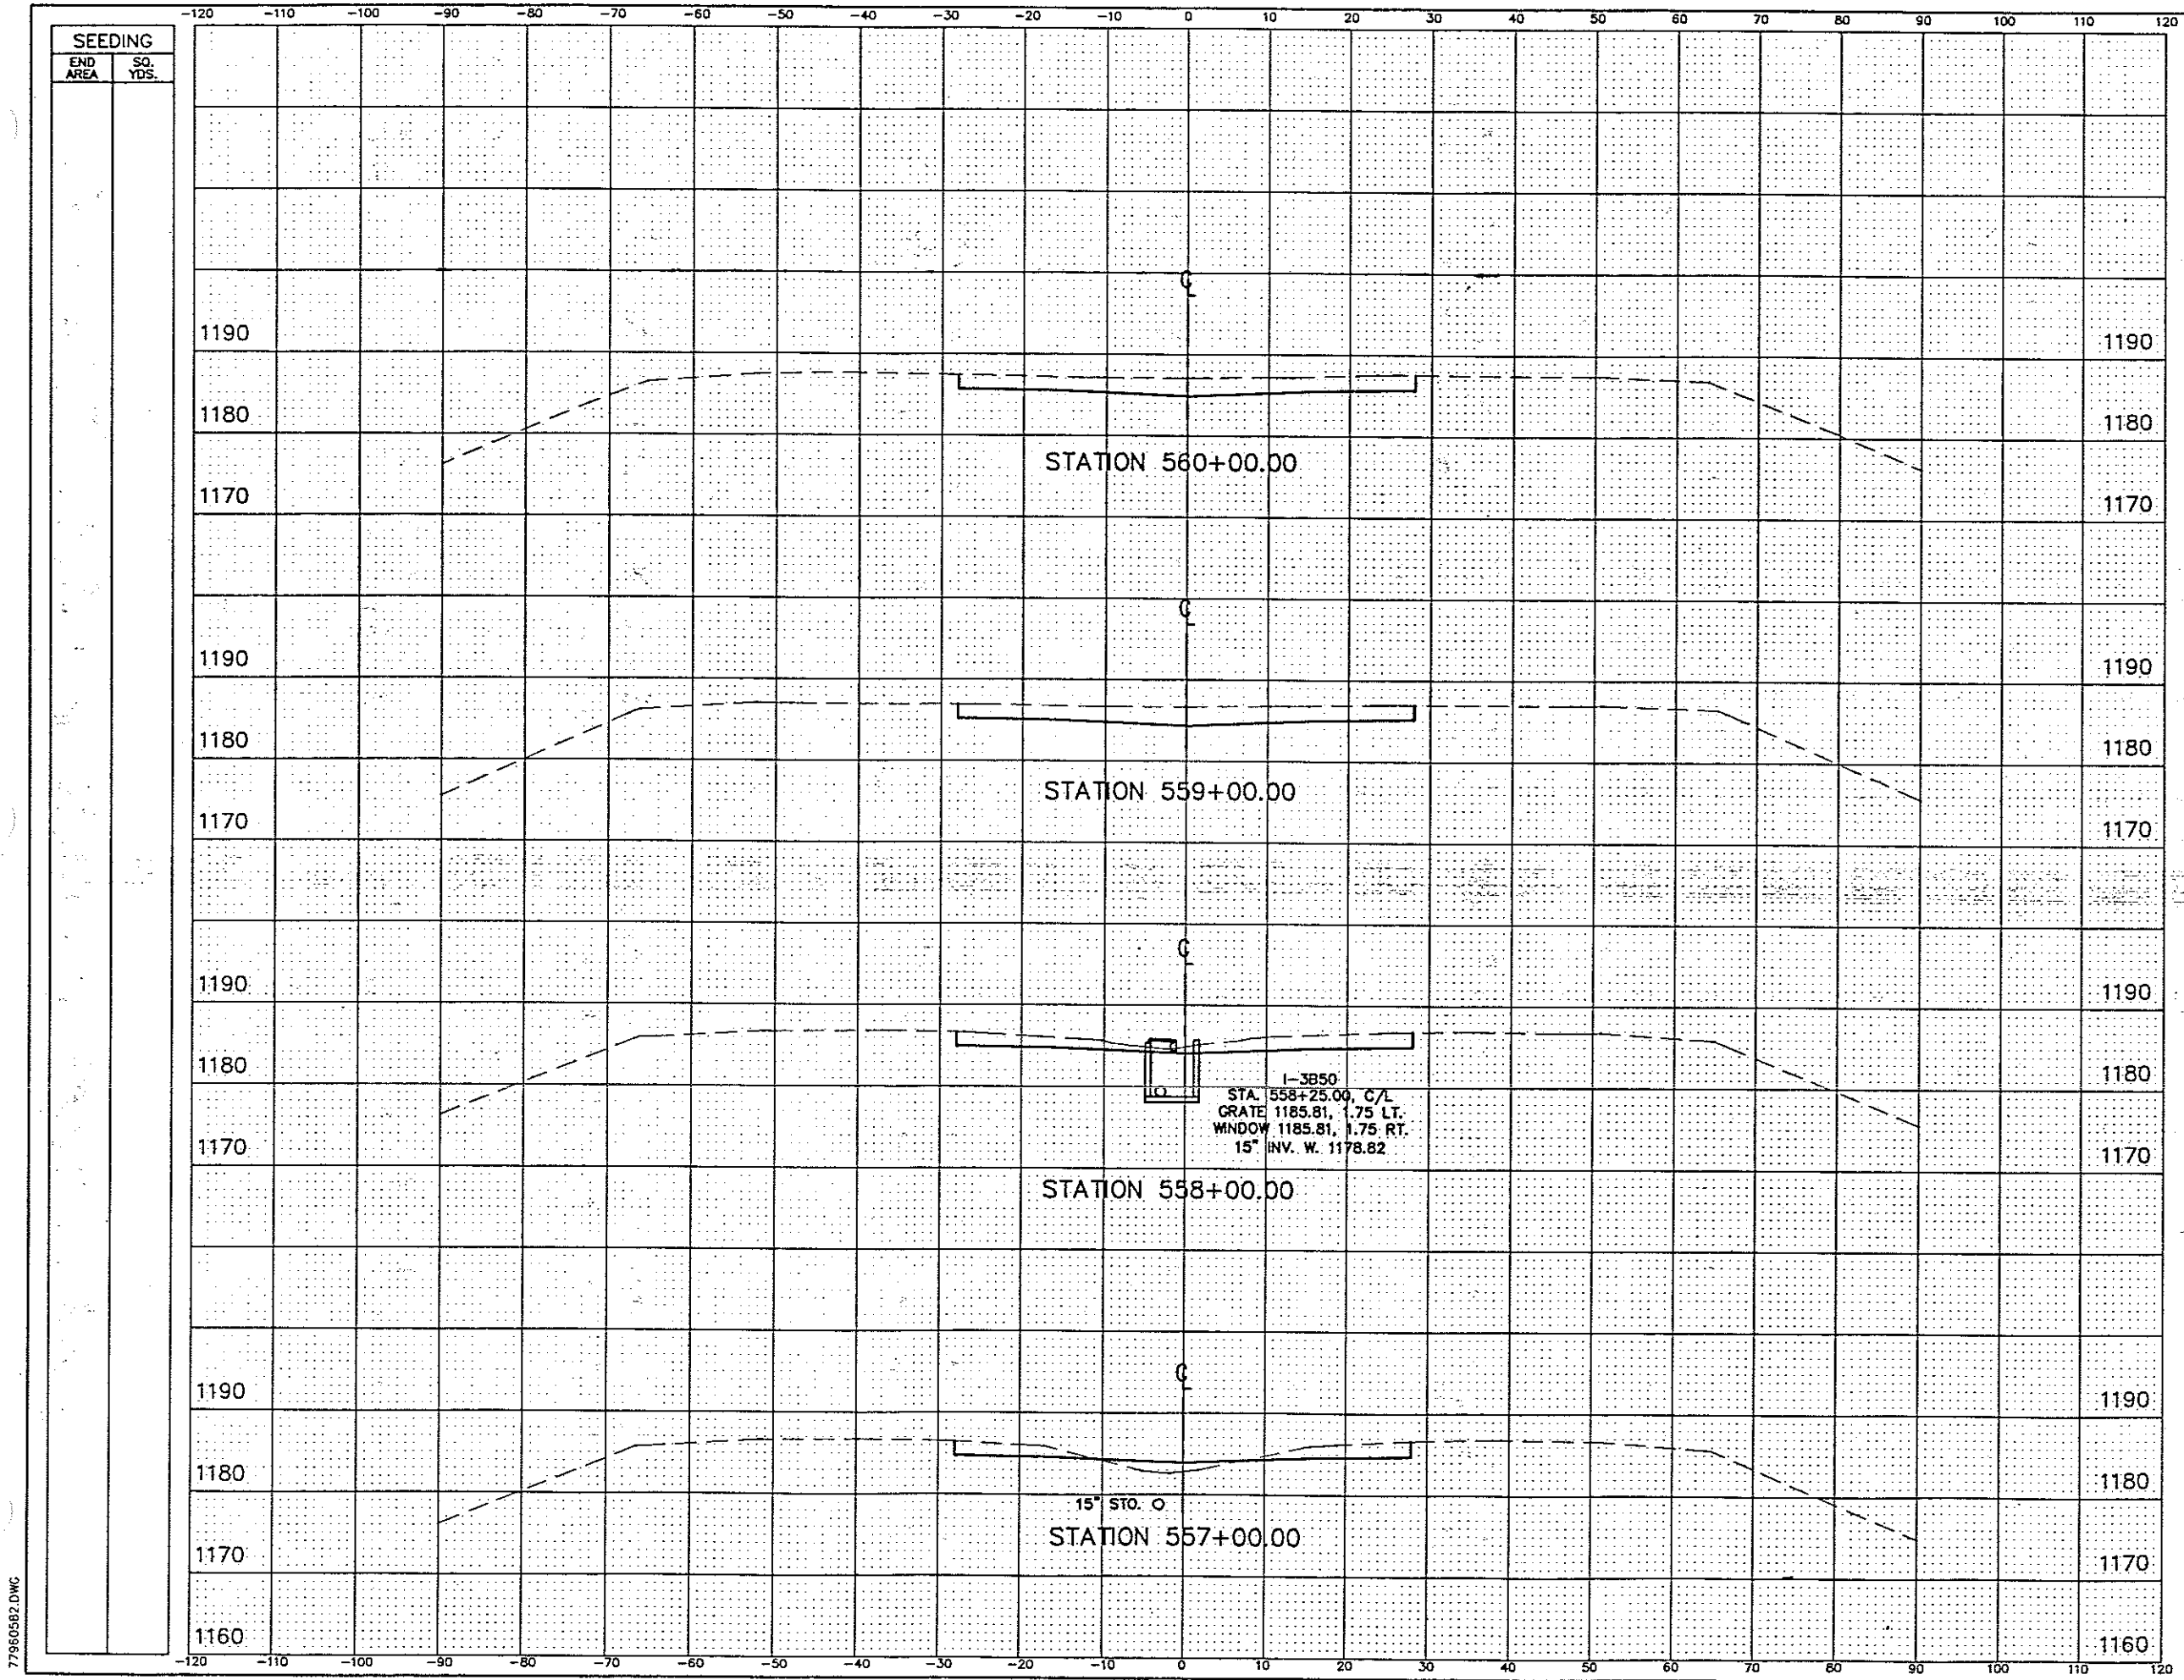 -120 -110 -100 -90 -80 -70 -60 -50 -40 -30 -20 -10 0 10 20 30 40 50 60 70 80 90 100 110 120
SEEDING
END AREA
SQ. YDS.
1190 1190
1180 1180
STATION 560+00.00
1170 1170
1190 1190
1180 1180
STATION 559+00.00
1170 1170
1190 1190
1180 1180
I-3B50
STA. 558+25.00, C/L
GRATE 1185.81, 1.75 LT.
WINDOW 1185.81, 1.75 RT.
15" INV. W. 1178.82
1170 1170
STATION 558+00.00
1190 1190
1180 1180
15" STO.
STATION 557+00.00
1170 1170
1160 1160
-120 -110 -100 -90 -80 -70 -60 -50 -40 -30 -20 -10 0 10 20 30 40 50 60 70 80 90 100 110 120